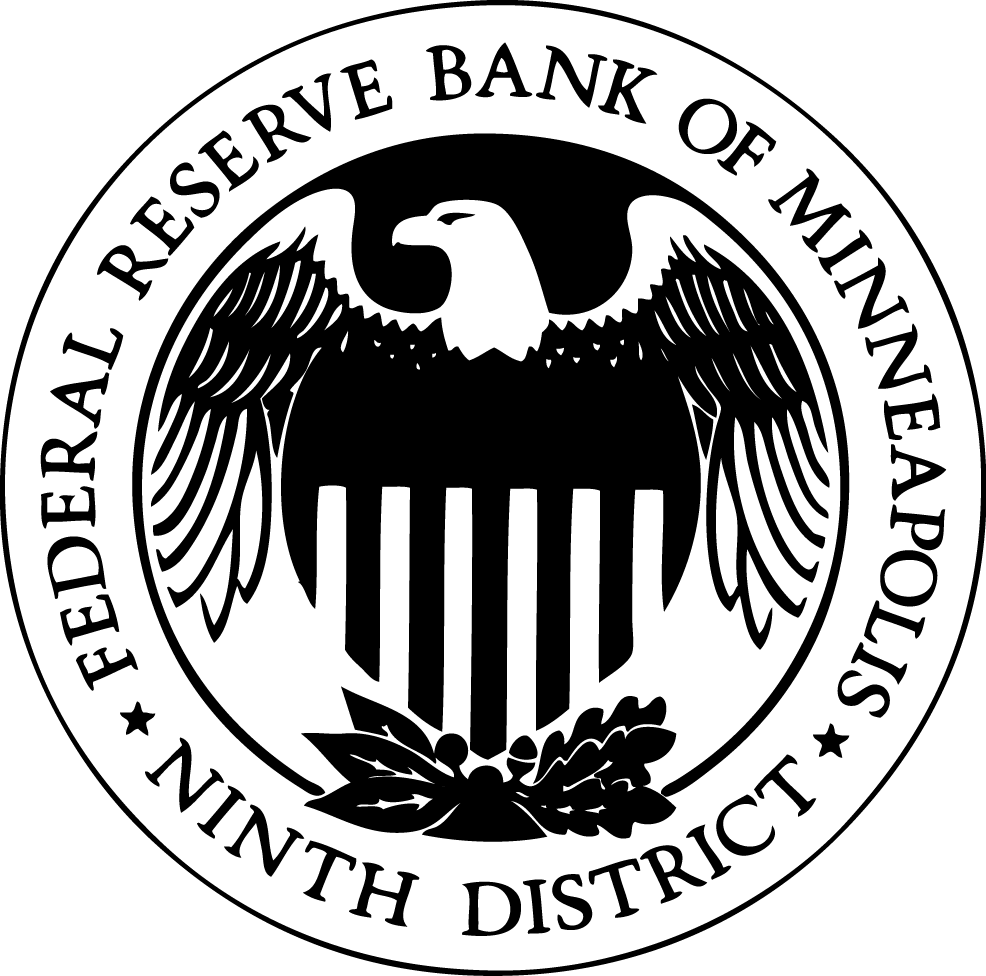 FEDERAL RESERVE BANK OF MINNEAPOLIS
★ NINTH DISTRICT ★